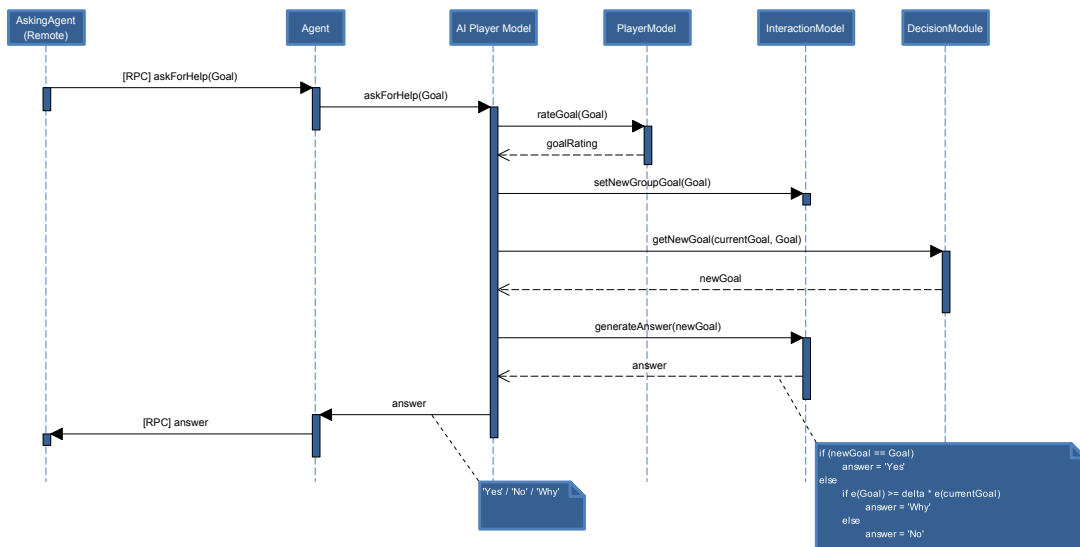 AskingAgent
(Remote)
Agent
AI Player Model
PlayerModel
InteractionModel
DecisionModule
[RPC] askForHelp(Goal)
askForHelp(Goal)
rateGoal(Goal)
goalRating
setNewGroupGoal(Goal)
getNewGoal(currentGoal, Goal)
newGoal
generateAnswer(newGoal)
answer
answer
[RPC] answer
'Yes' / 'No' / 'Why'
if (newGoal == Goal)
answer = 'Yes'
else
if e(Goal) >= delta * e(currentGoal)
answer = 'Why'
else
answer = 'No'